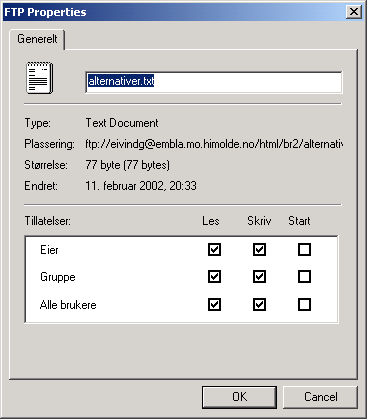 FTP Properties
Generelt
alternativer.txt
Type: Text Document
Plassering: ftp://eivindg@embla.mo.himolde.no/html/br2/alternativ
Størrelse: 77 byte (77 bytes)
Endret: 11. februar 2002, 20:33
Tillatelser: Les Skriv Start
Eier
Gruppe
Alle brukere
OK Cancel